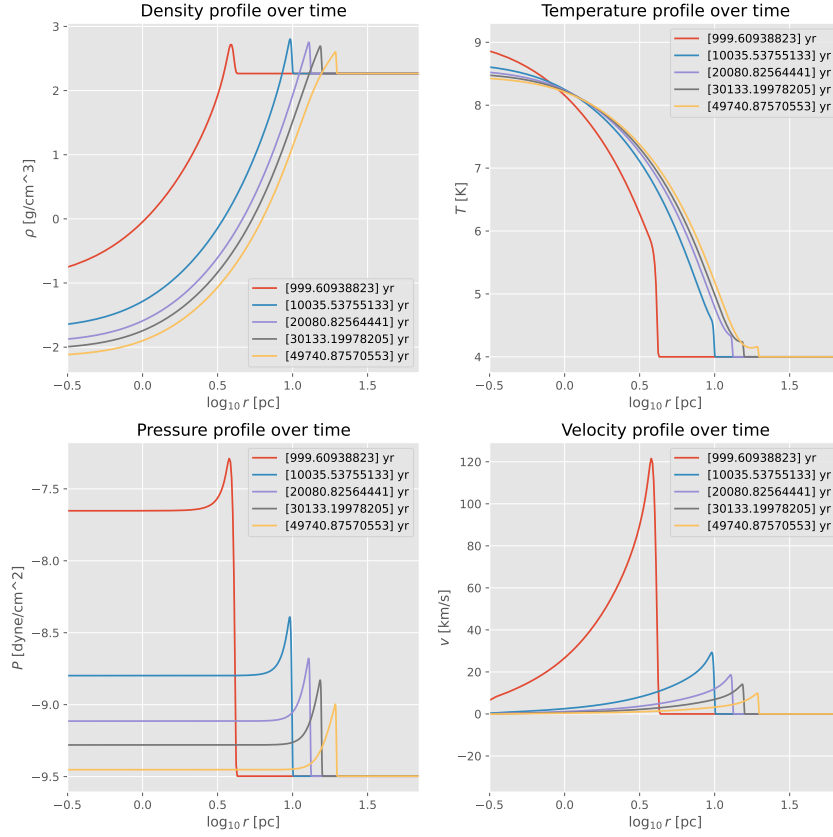 Density profile over time
3
2
1
0
−1
−2
ρ [g/cm^3]
[999.60938823] yr
[10035.53755133] yr
[20080.82564441] yr
[30133.19978205] yr
[49740.87570553] yr
−0.5 0.0 0.5 1.0 1.5
log10 r [pc]
Temperature profile over time
9
8
7
6
5
4
T [K]
[999.60938823] yr
[10035.53755133] yr
[20080.82564441] yr
[30133.19978205] yr
[49740.87570553] yr
−0.5 0.0 0.5 1.0 1.5
log10 r [pc]
Pressure profile over time
−7.5
−8.0
−8.5
−9.0
−9.5
P [dyne/cm^2]
[999.60938823] yr
[10035.53755133] yr
[20080.82564441] yr
[30133.19978205] yr
[49740.87570553] yr
−0.5 0.0 0.5 1.0 1.5
log10 r [pc]
Velocity profile over time
120
100
80
60
40
20
0
−20
v [km/s]
[999.60938823] yr
[10035.53755133] yr
[20080.82564441] yr
[30133.19978205] yr
[49740.87570553] yr
−0.5 0.0 0.5 1.0 1.5
log10 r [pc]